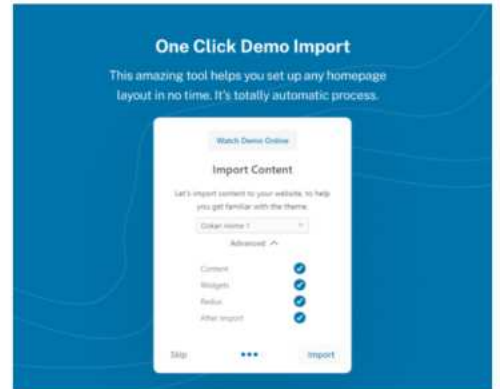 One Click Demo Import
This amazing tool helps you set up any homepage
layout in no time. It's totally automatic process.
Watch Demo Online
Import Content
Let's import content to your website, to help
you get familiar with the theme.
Home 1
Advanced
Content
Widgets
Redux
After Import
Skip
Import